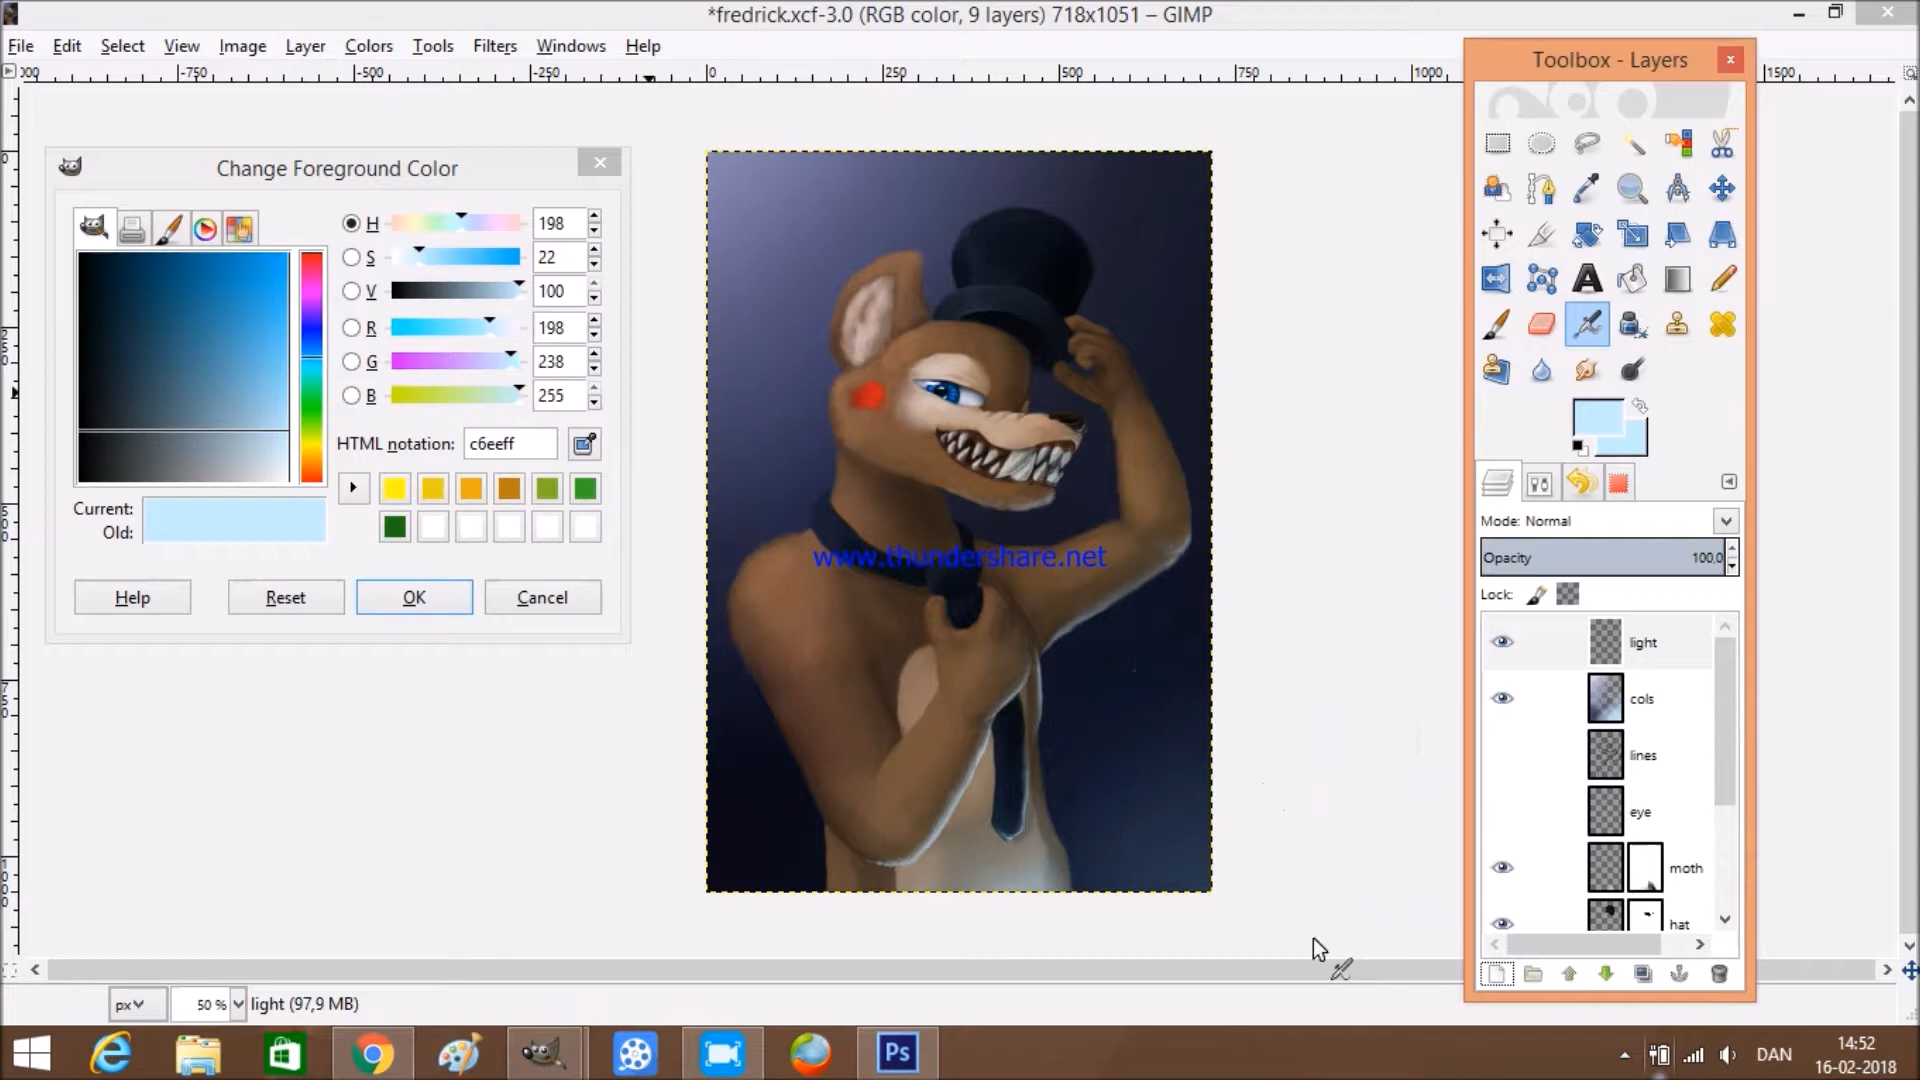 *fredrick.xcf-3.0 (RGB color, 9 layers) 718x1051 – GIMP
File Edit Select View Image Layer Colors Tools Filters Windows Help
-750 -500 -250 0 250 500 750 1000 1500
Toolbox - Layers
Change Foreground Color
H 198
S 22
V 100
R 198
G 238
B 255
HTML notation: c6eeff
Current:
Old:
Help Reset OK Cancel
www.thundershare.net
Mode: Normal
Opacity 100,0
Lock:
light
cols
lines
eye
moth
hat
px 50 % light (97,9 MB)
Ps
DAN
14:52
16-02-2018